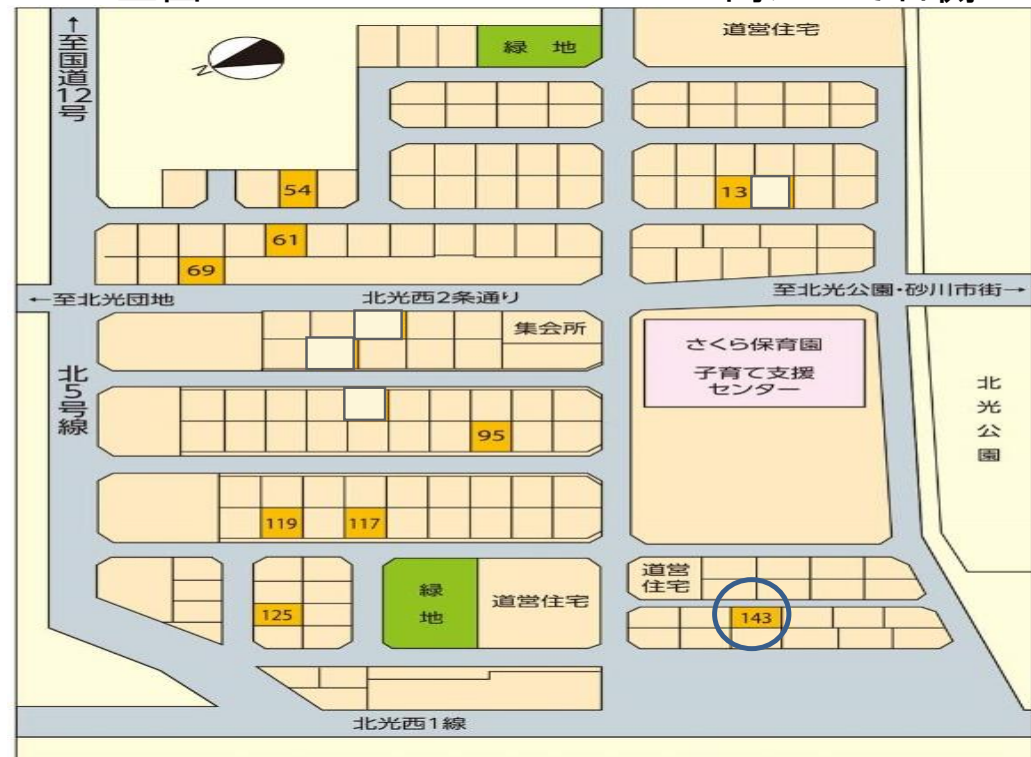 緑 地
道営住宅
↑至国道12号
N
54
13
61
69
←至北光団地
北光西2条通り
至北光公園・砂川市街→
集会所
さくら保育園
子育て支援
センター
北5号線
北光公園
95
119
117
道営
住宅
緑
地
道営住宅
125
143
北光西1線